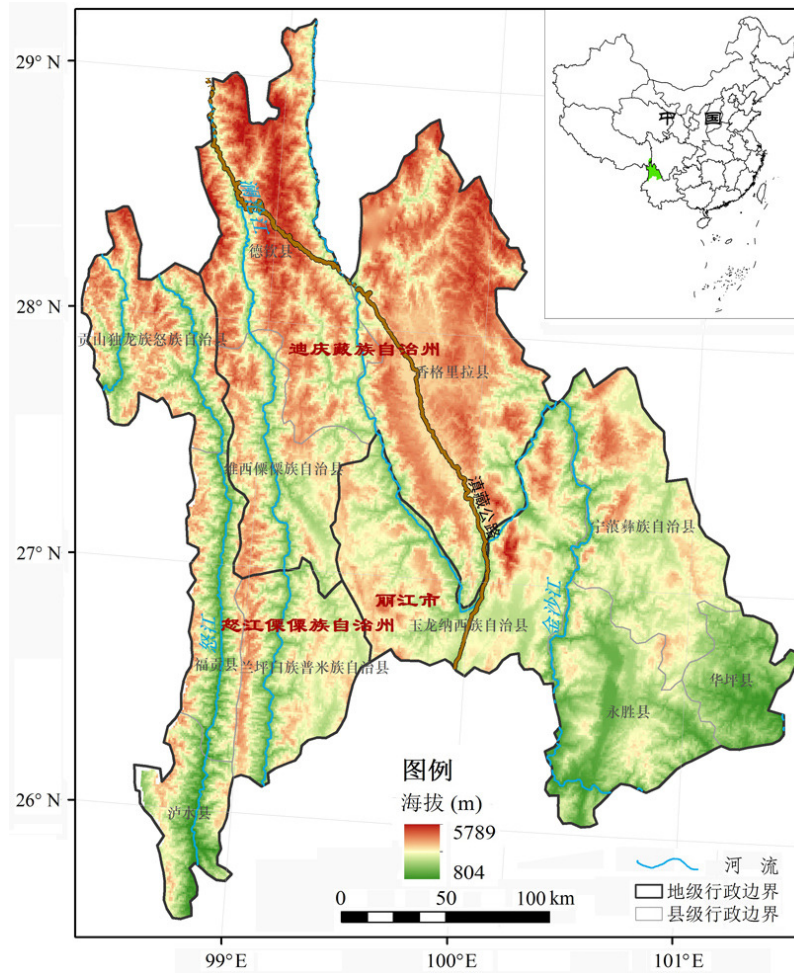 29° N
28° N
27° N
26° N
99° E
100° E
101° E
中 国
澜沧江
德钦县
贡山独龙族怒族自治县
迪庆藏族自治州
香格里拉县
维西傈僳族自治县
滇藏公路
宁蒗彝族自治县
丽江市
怒江傈僳族自治州
玉龙纳西族自治县
金沙江
怒江
福贡县
兰坪白族普米族自治县
华坪县
永胜县
泸水县
图例
海拔 (m)
5789
804
0 50 100 km
河 流
地级行政边界
县级行政边界